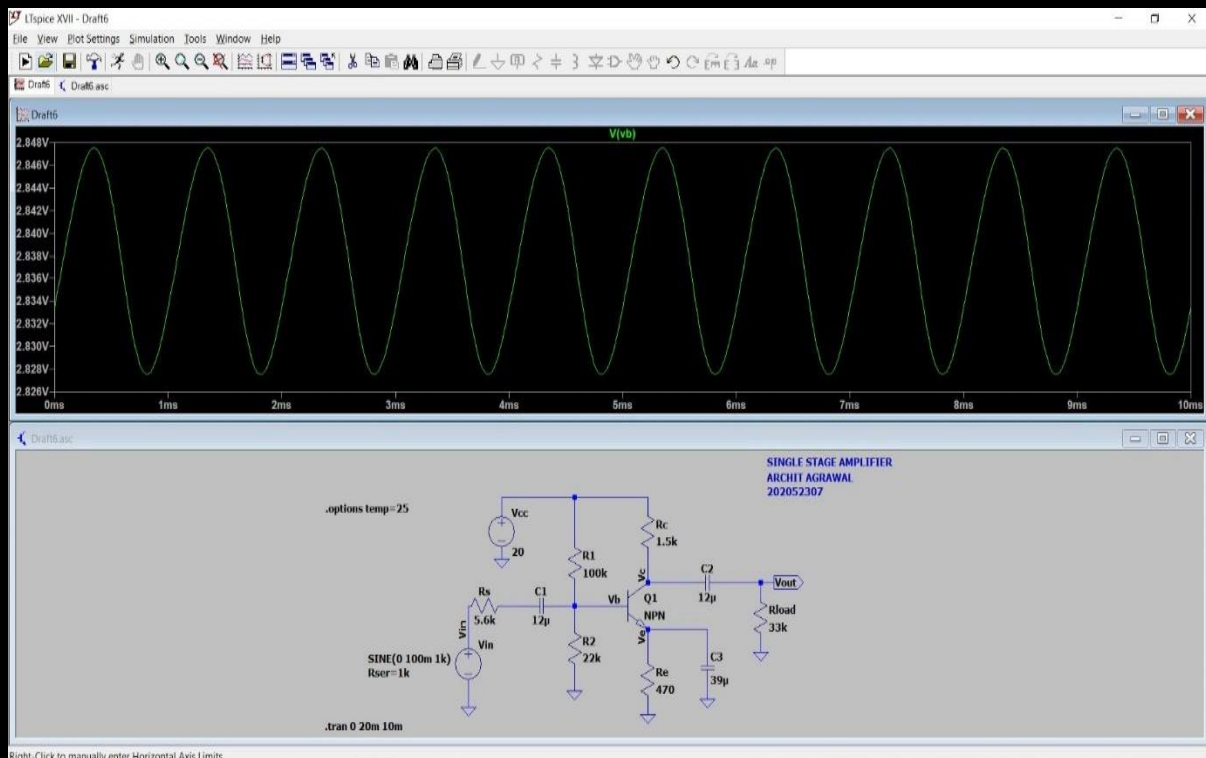 LTspice XVII - Draft6
File View Plot Settings Simulation Tools Window Help
Draft6 Draft6.asc
Draft6
V(vb)
2.848V
2.846V
2.844V
2.842V
2.840V
2.838V
2.836V
2.834V
2.832V
2.830V
2.828V
2.826V
0ms 1ms 2ms 3ms 4ms 5ms 6ms 7ms 8ms 9ms 10ms
Draft6.asc
SINGLE STAGE AMPLIFIER
ARCHIT AGRAWAL
202052307
.options temp=25
Vcc
20
R1
100k
Rc
1.5k
Rs
5.6k
C1
12µ
Vb
Vc
Q1
NPN
Ve
C2
12µ
Vout
Rload
33k
Vin
Vin
SINE(0 100m 1k)
Rser=1k
R2
22k
Re
470
C3
39µ
.tran 0 20m 10m
Right-Click to manually enter Horizontal Axis Limits